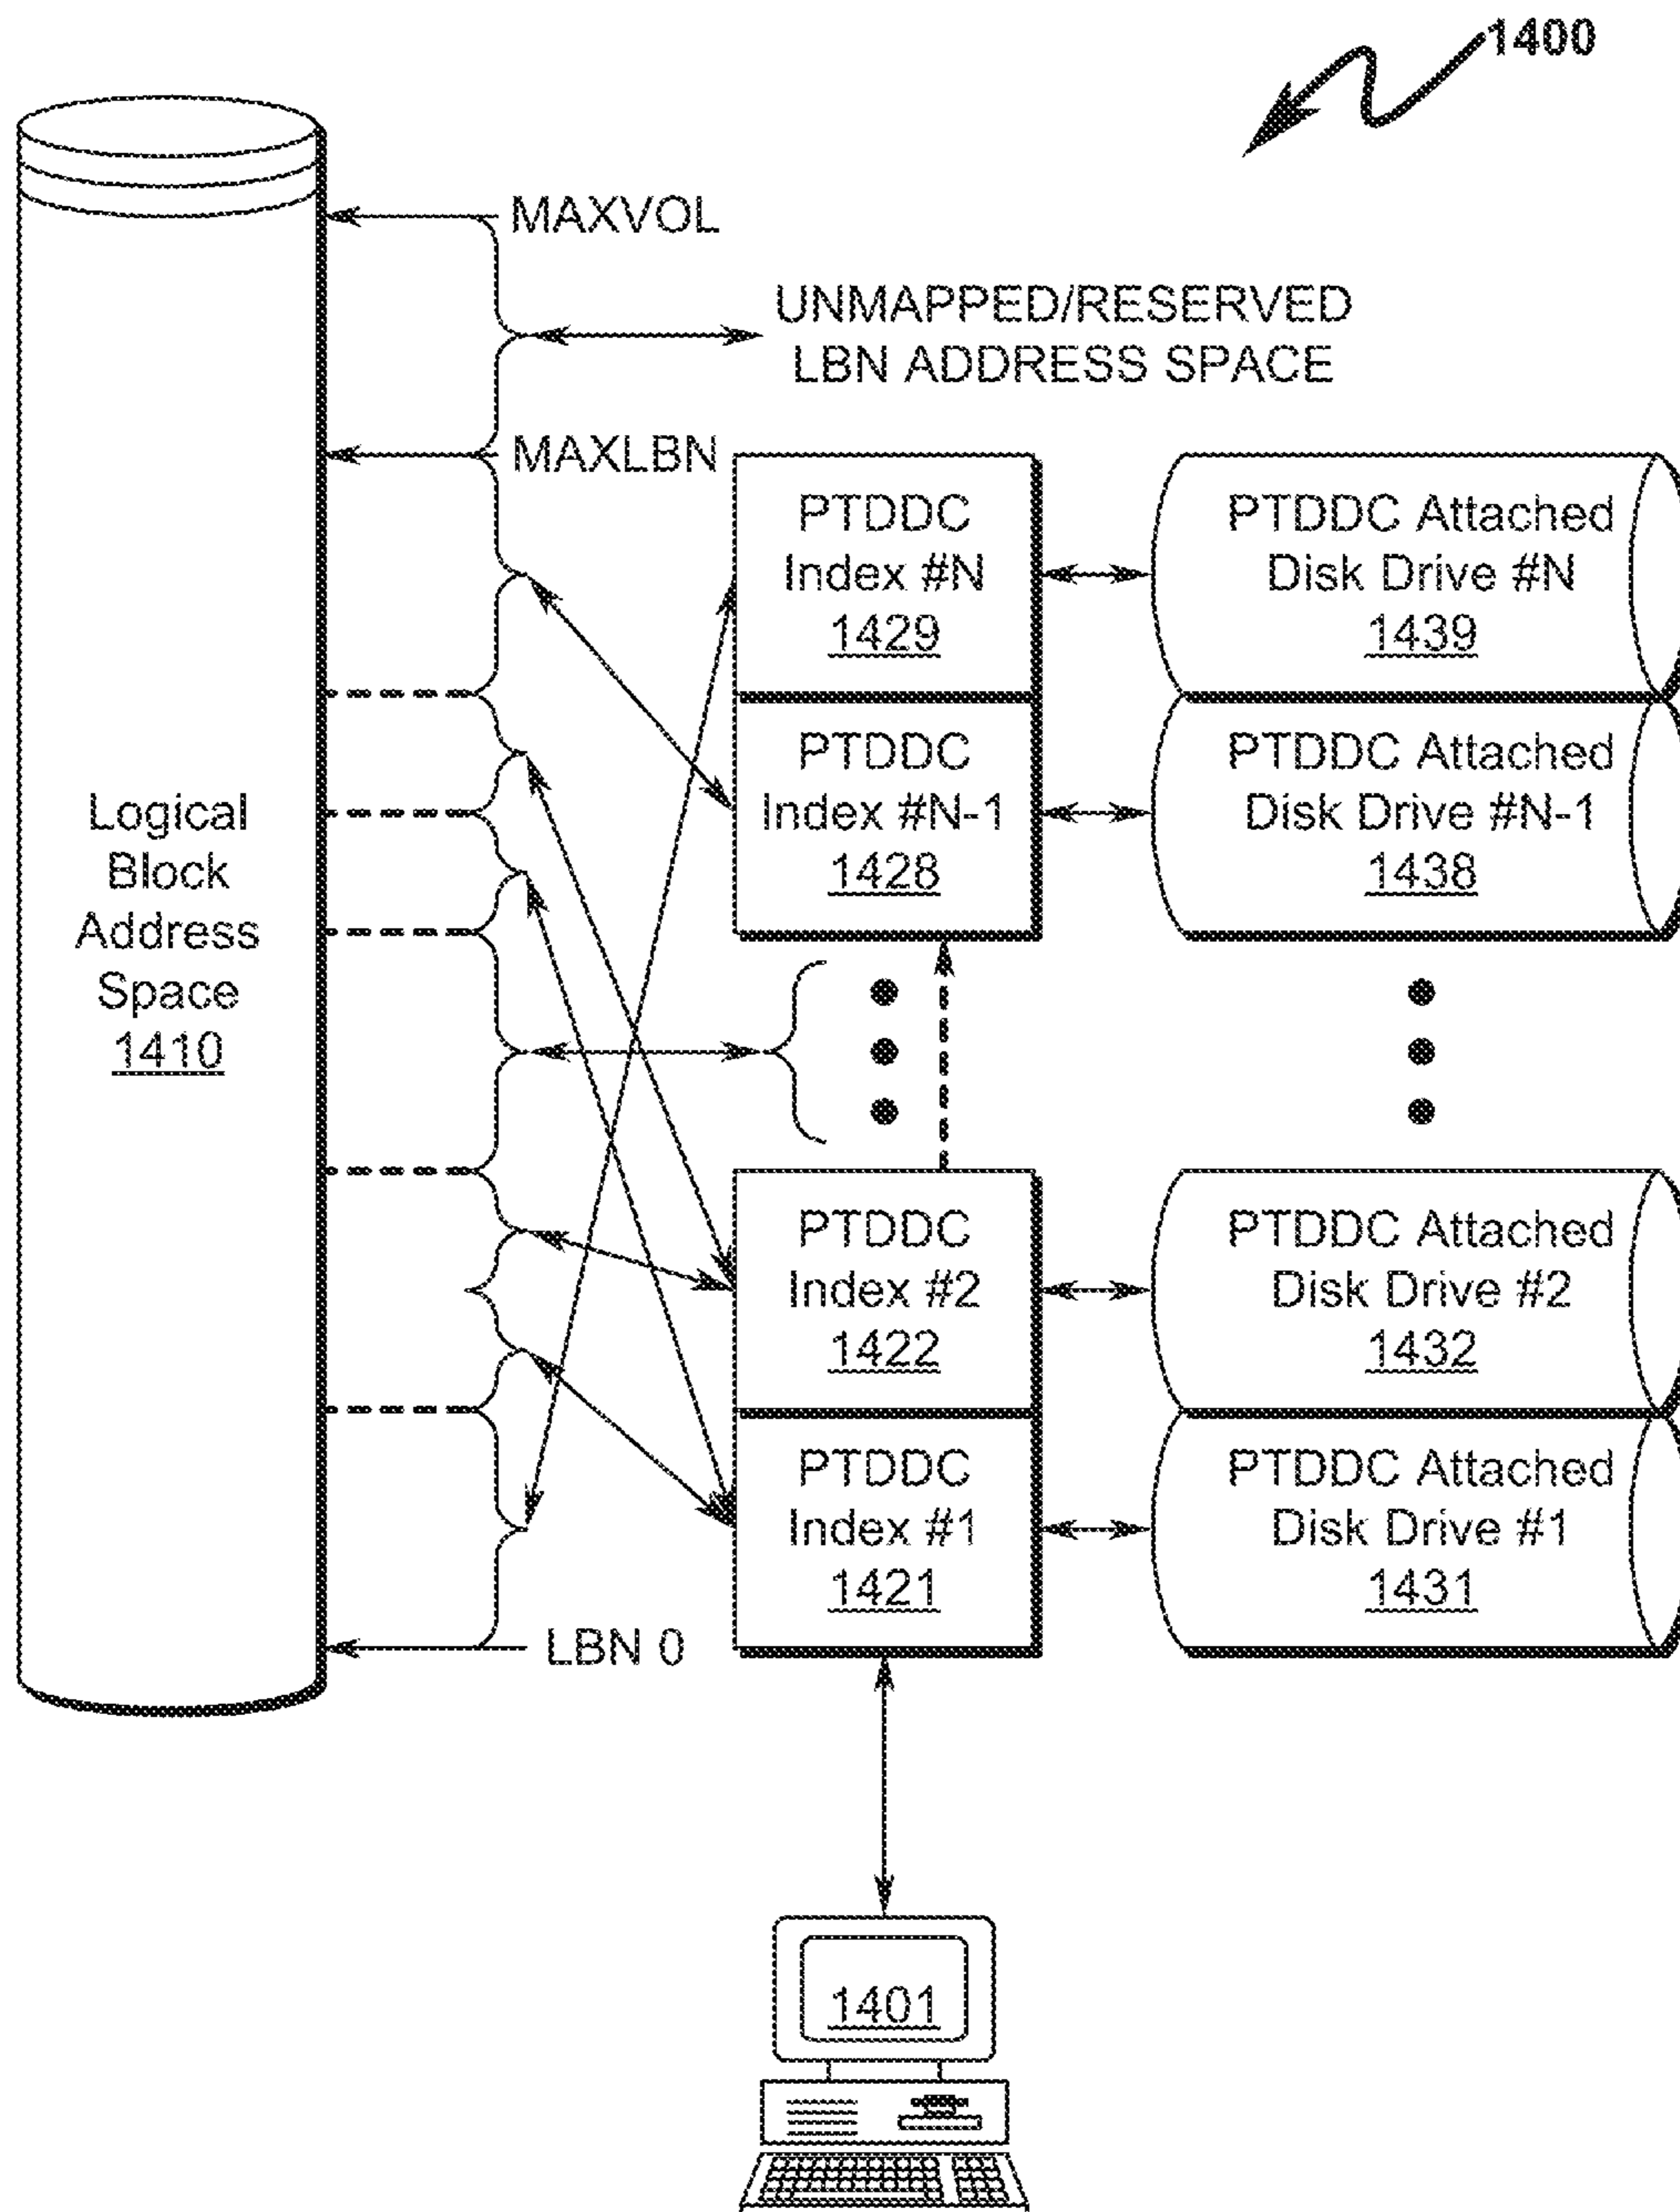 1400
MAXVOL
UNMAPPED/RESERVED
LBN ADDRESS SPACE
MAXLBN
PTDDC
Index #N
1429
PTDDC Attached
Disk Drive #N
1439
PTDDC
Index #N-1
1428
PTDDC Attached
Disk Drive #N-1
1438
Logical
Block
Address
Space
1410
PTDDC
Index #2
1422
PTDDC Attached
Disk Drive #2
1432
PTDDC
Index #1
1421
PTDDC Attached
Disk Drive #1
1431
LBN 0
1401